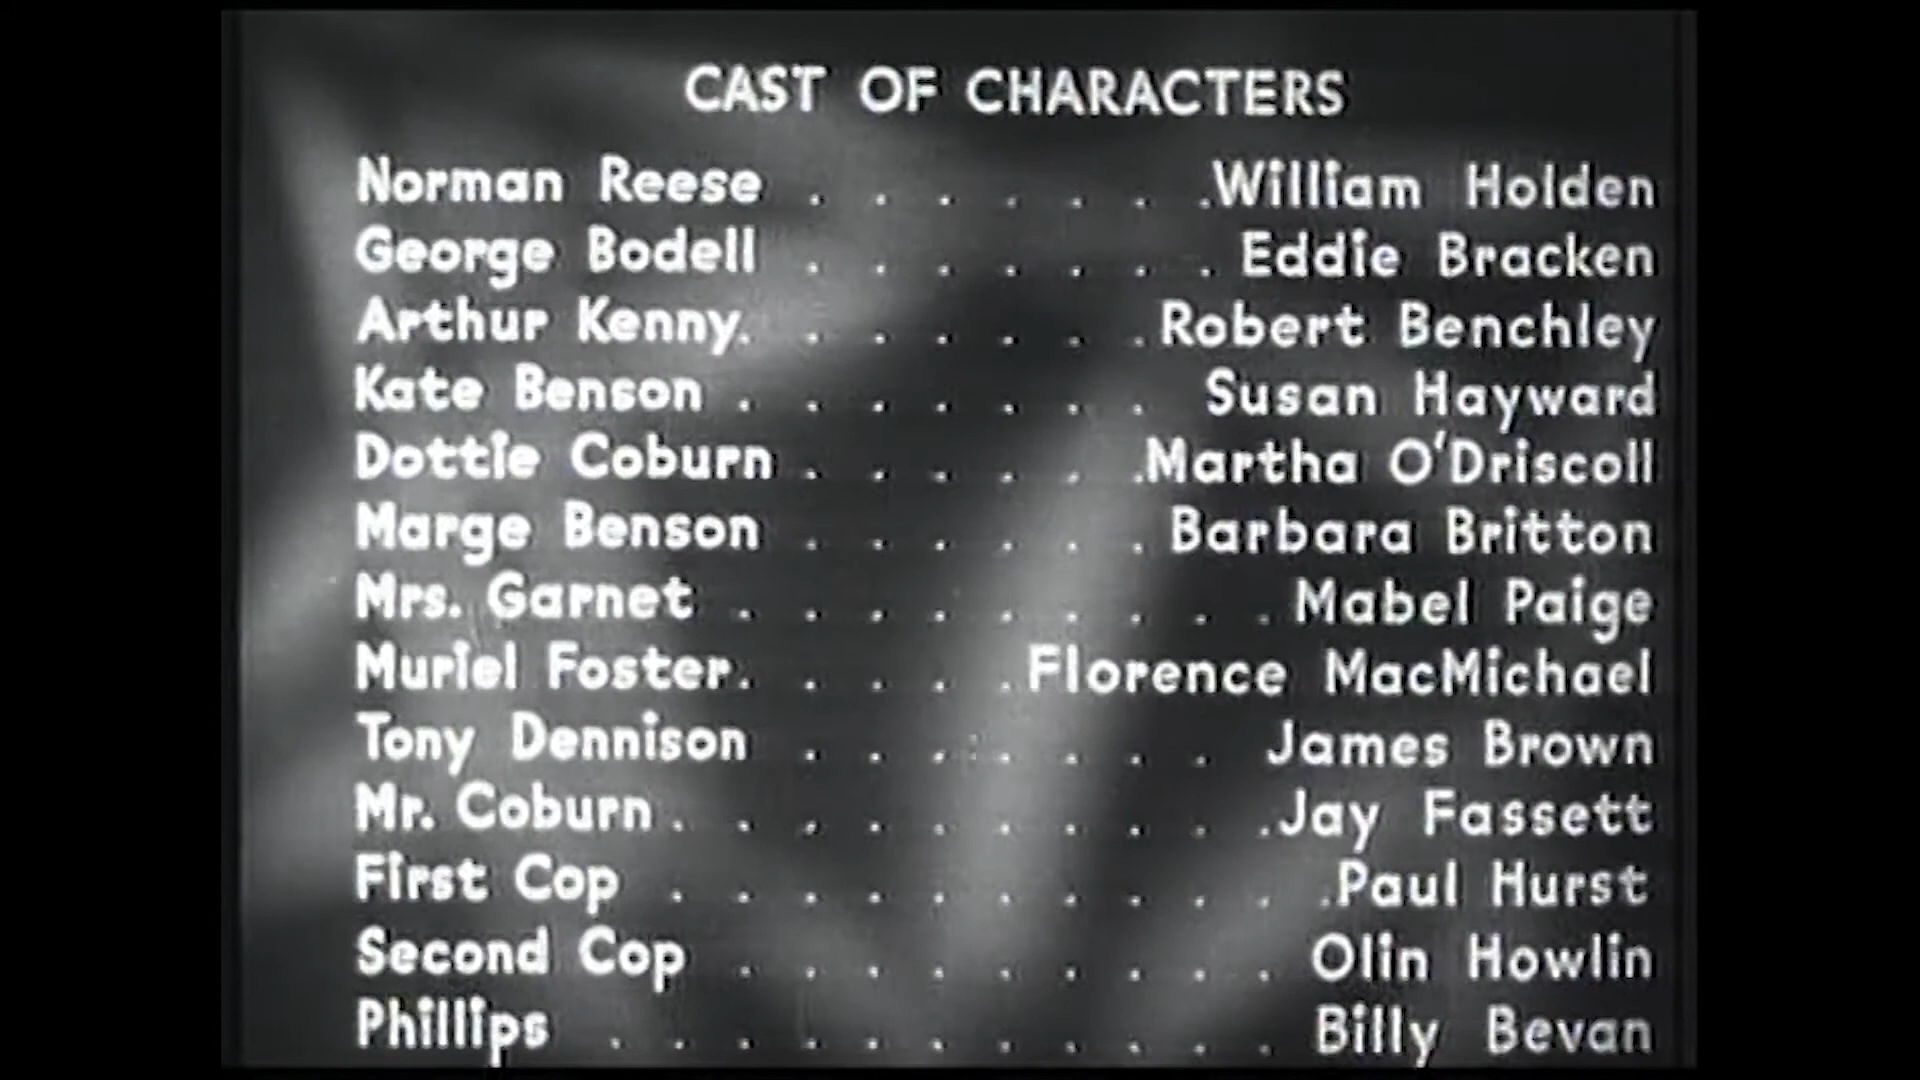 CAST OF CHARACTERS
Norman Reese . . . . . . . William Holden
George Bodell . . . . . . . Eddie Bracken
Arthur Kenny. . . . . . . Robert Benchley
Kate Benson . . . . . . . Susan Hayward
Dottie Coburn . . . . . . Martha O'Driscoll
Marge Benson . . . . . . Barbara Britton
Mrs. Garnet . . . . . . . . . Mabel Paige
Muriel Foster. . . . . Florence MacMichael
Tony Dennison . . . . . . . James Brown
Mr. Coburn . . . . . . . . . . Jay Fassett
First Cop . . . . . . . . . . . Paul Hurst
Second Cop . . . . . . . . . Olin Howlin
Phillips . . . . . . . . . . . Billy Bevan